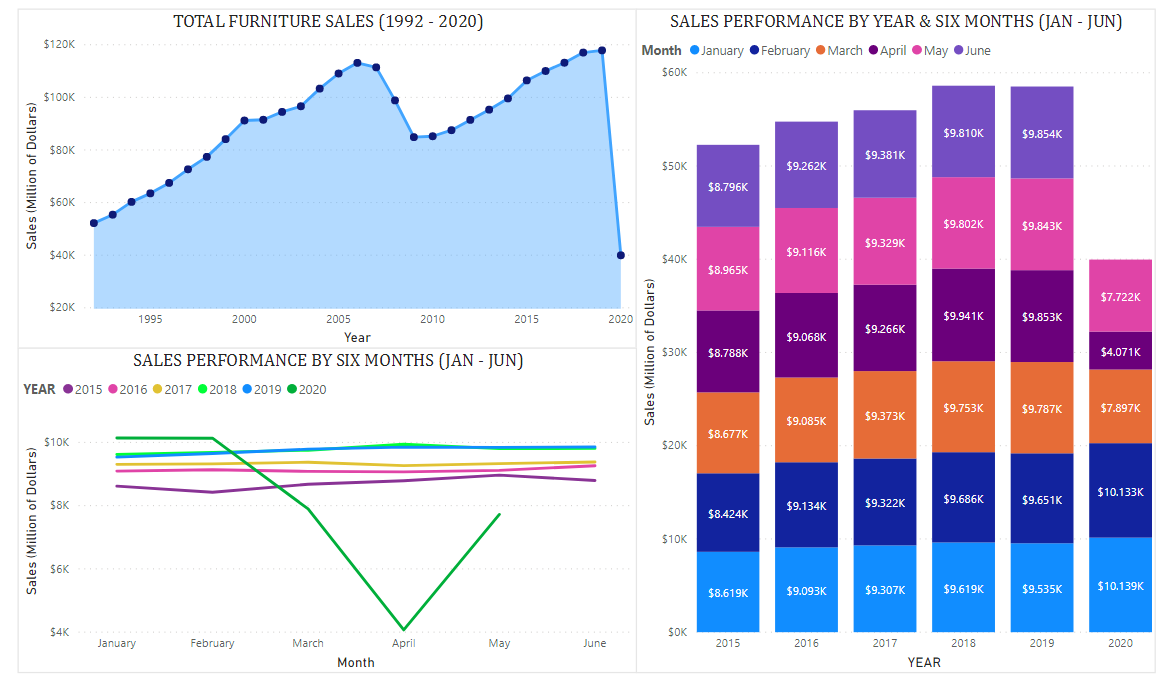 TOTAL FURNITURE SALES (1992 - 2020)
Sales (Million of Dollars)
$120K
$100K
$80K
$60K
$40K
$20K
1995 2000 2005 2010 2015 2020
Year
SALES PERFORMANCE BY SIX MONTHS (JAN - JUN)
YEAR 2015 2016 2017 2018 2019 2020
Sales (Million of Dollars)
$10K
$8K
$6K
$4K
January February March April May June
Month
SALES PERFORMANCE BY YEAR & SIX MONTHS (JAN - JUN)
Month January February March April May June
Sales (Million of Dollars)
$60K
$50K
$40K
$30K
$20K
$10K
$0K
$8.796K
$8.965K
$8.788K
$8.677K
$8.424K
$8.619K
$9.262K
$9.116K
$9.068K
$9.085K
$9.134K
$9.093K
$9.381K
$9.329K
$9.266K
$9.373K
$9.322K
$9.307K
$9.810K
$9.802K
$9.941K
$9.753K
$9.686K
$9.619K
$9.854K
$9.843K
$9.853K
$9.787K
$9.651K
$9.535K
$7.722K
$4.071K
$7.897K
$10.133K
$10.139K
2015 2016 2017 2018 2019 2020
YEAR